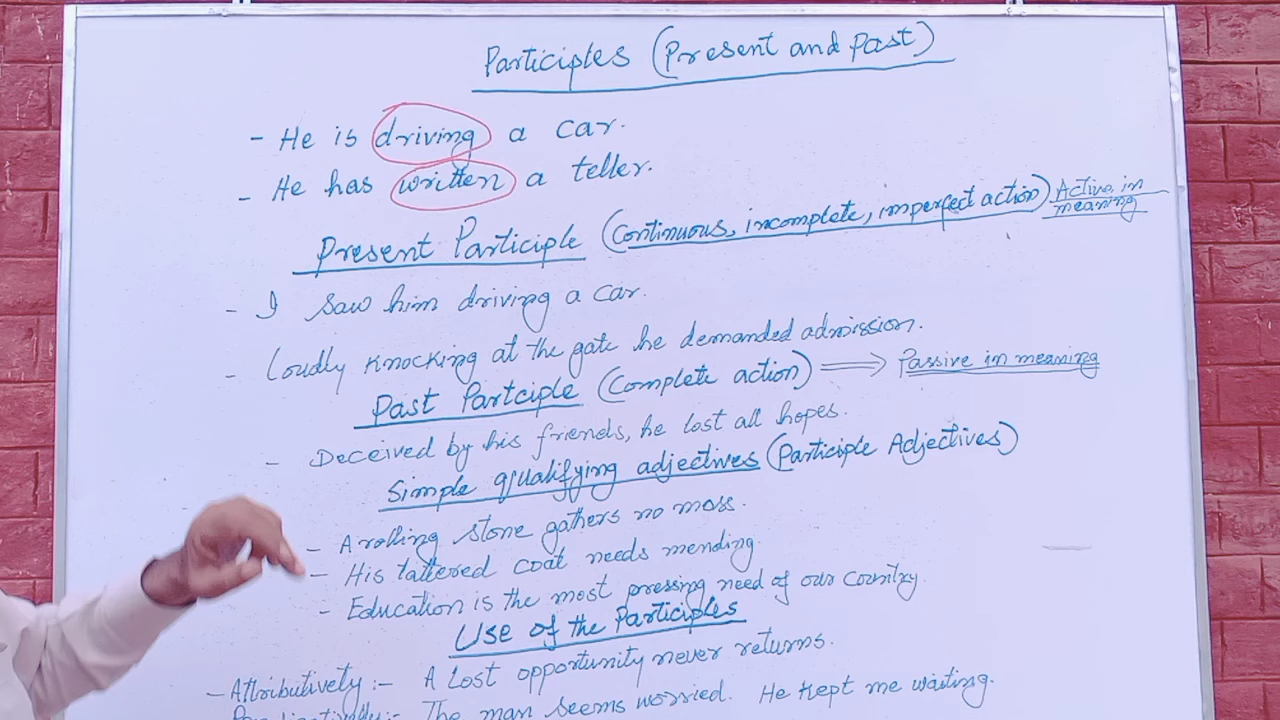 Participles (Present and Past)
- He is driving a car.
- He has written a teller.
Present Participle (Continuous, incomplete, imperfect action) Active in meaning
- I saw him driving a car.
- Loudly knocking at the gate he demanded admission.
Past Partciple (Complete action) ⟹ Passive in meaning
- Deceived by his friends, he lost all hopes.
Simple qualifying adjectives (Participle Adjectives)
- A rolling stone gathers no moss.
- His tattered coat needs mending.
- Education is the most pressing need of our country.
Use of the Participles
- Attributively :- A Lost opportunity never returns.
The man seems worried. He kept me waiting.